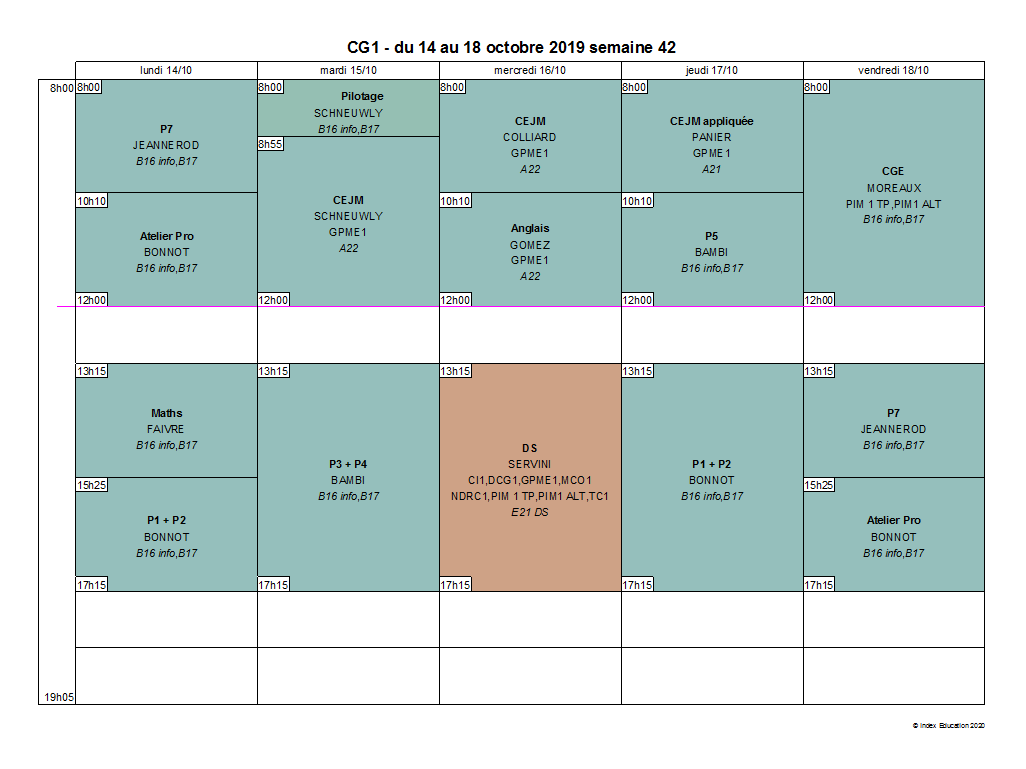 CG1 - du 14 au 18 octobre 2019 semaine 42
lundi 14/10
mardi 15/10
mercredi 16/10
jeudi 17/10
vendredi 18/10
8h00
8h00
P7
JEANNEROD
B16 info,B17
10h10
Atelier Pro
BONNOT
B16 info,B17
12h00
13h15
Maths
FAIVRE
B16 info,B17
15h25
P1 + P2
BONNOT
B16 info,B17
17h15
8h00
Pilotage
SCHNEUWLY
B16 info,B17
8h55
CEJM
SCHNEUWLY
GPME1
A22
12h00
13h15
P3 + P4
BAMBI
B16 info,B17
17h15
8h00
CEJM
COLLIARD
GPME1
A22
10h10
Anglais
GOMEZ
GPME1
A22
12h00
13h15
DS
SERVINI
CI1,DCG1,GPME1,MCO1
NDRC1,PIM 1 TP,PIM1 ALT,TC1
E21 DS
17h15
8h00
CEJM appliquée
PANIER
GPME1
A21
10h10
P5
BAMBI
B16 info,B17
12h00
13h15
P1 + P2
BONNOT
B16 info,B17
17h15
8h00
CGE
MOREAUX
PIM 1 TP,PIM1 ALT
B16 info,B17
12h00
13h15
P7
JEANNEROD
B16 info,B17
15h25
Atelier Pro
BONNOT
B16 info,B17
17h15
19h05
© Index Education 2020